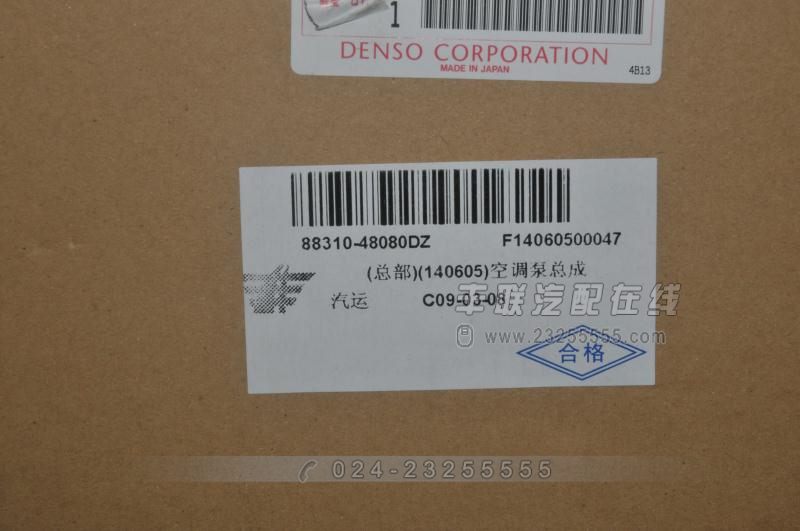 1
DENSO CORPORATION
MADE IN JAPAN
4B13
88310-48080DZ F14060500047
(总部)(140605)空调泵总成
汽运 C09-03-08
丰联汽配在线
www.23255555.com
合格
024-23255555